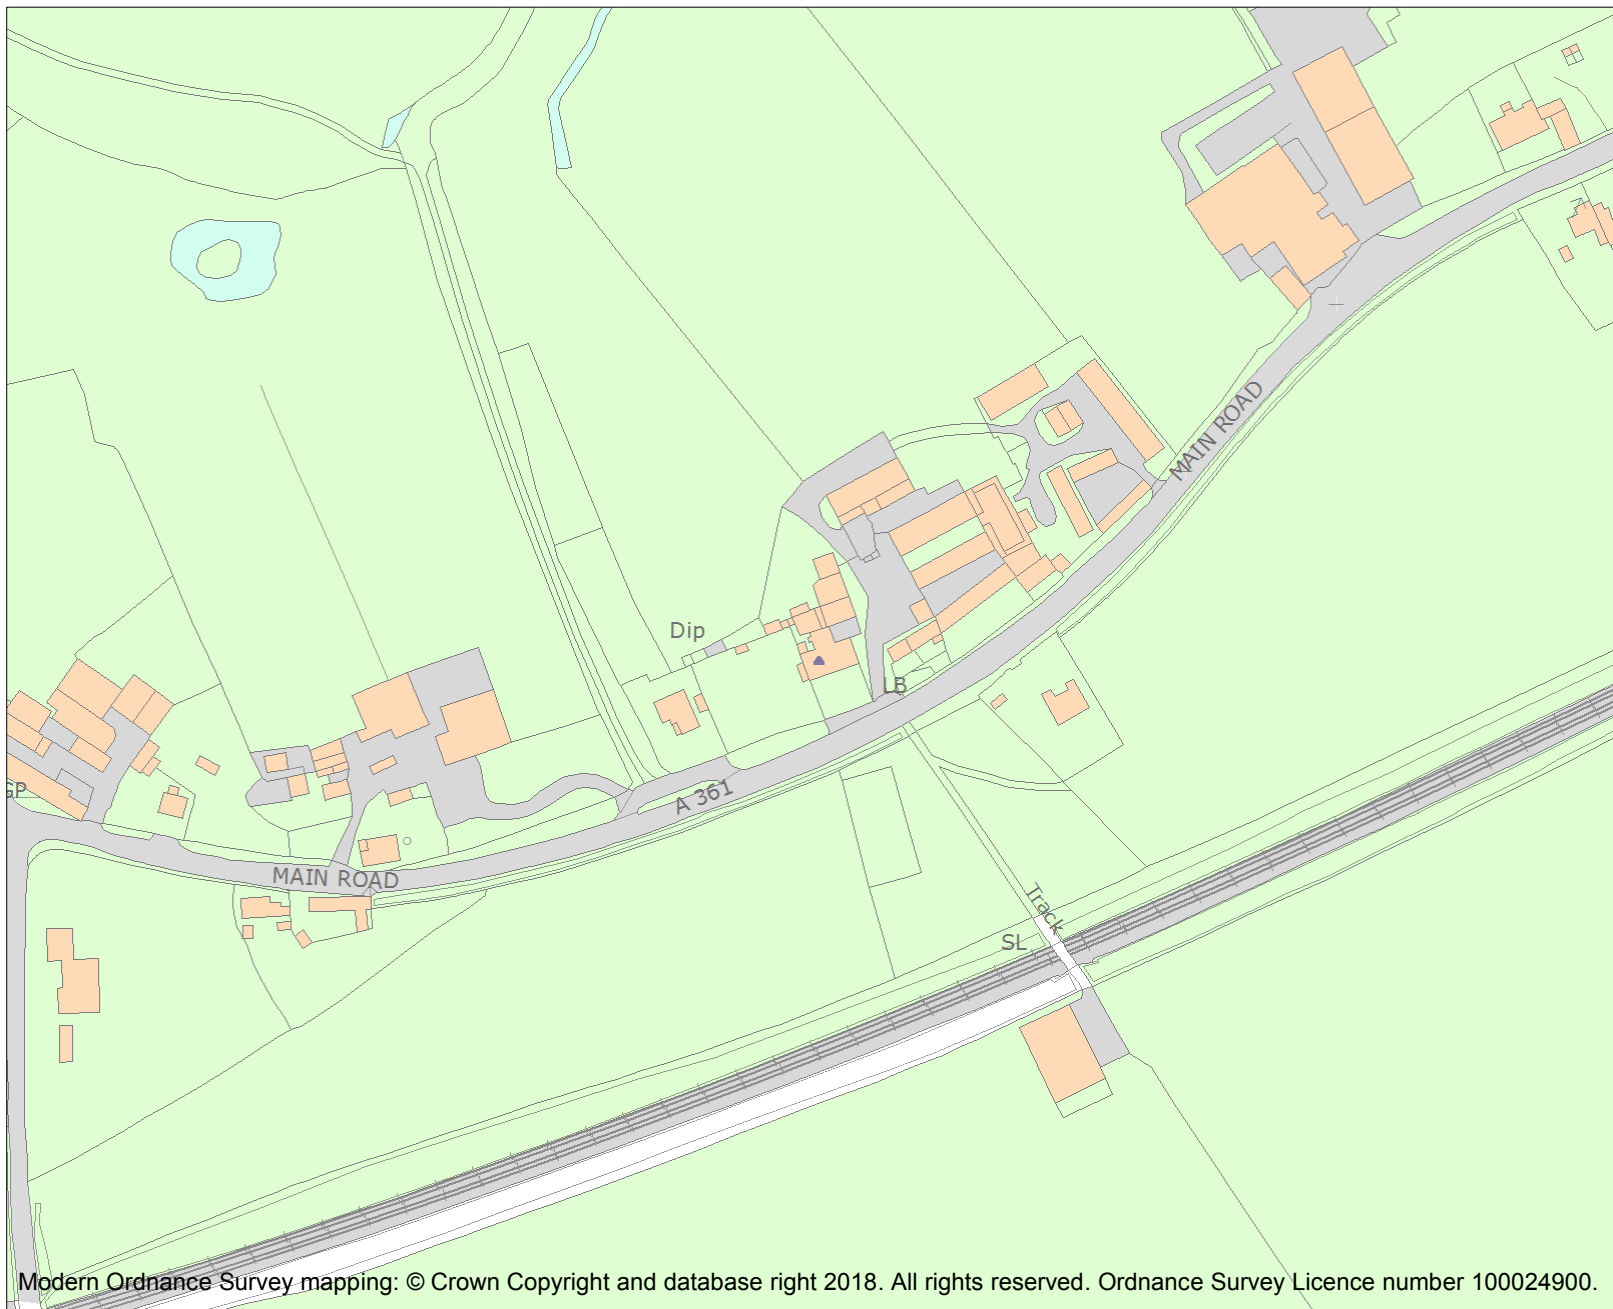 MAIN ROAD
Dip
LB
GP
A 361
MAIN ROAD
Track
SL
Modern Ordnance Survey mapping: © Crown Copyright and database right 2018. All rights reserved. Ordnance Survey Licence number 100024900.